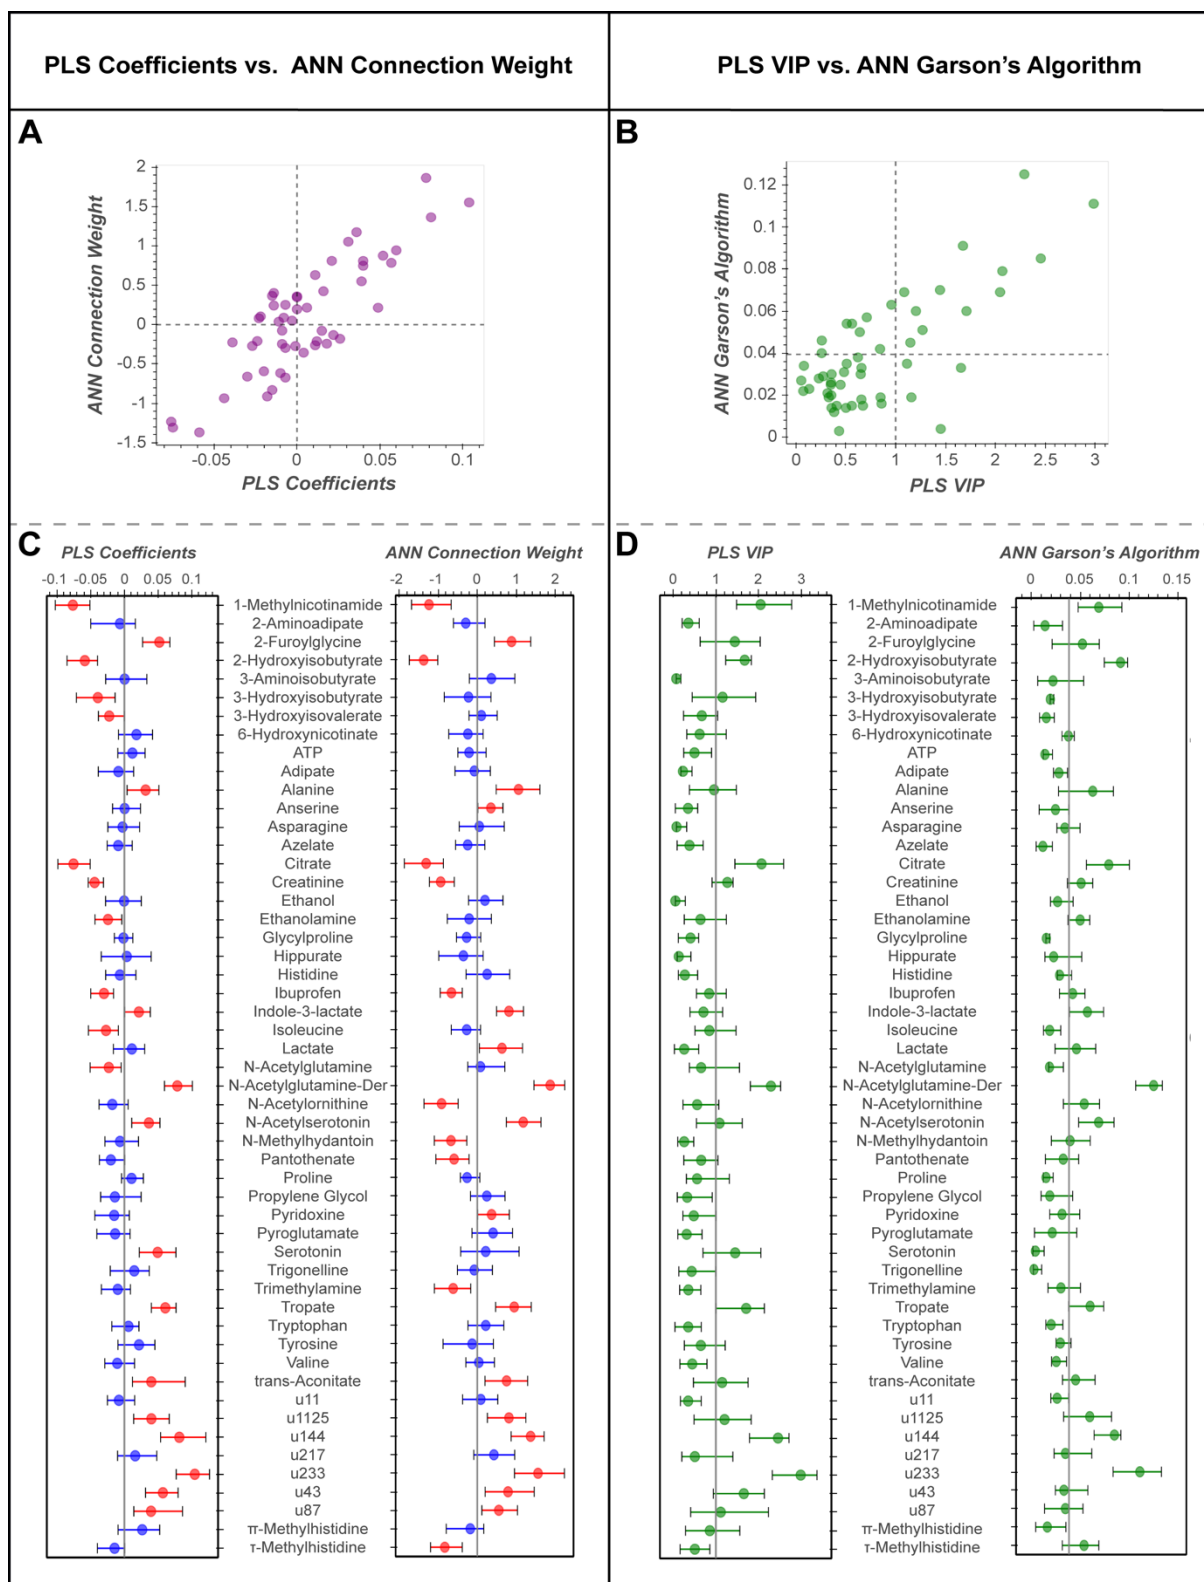 PLS Coefficients vs. ANN Connection Weight
PLS VIP vs. ANN Garson's Algorithm
A
2
1.5
1
0.5
0
-0.5
-1
-1.5
ANN Connection Weight
-0.05 0 0.05 0.1
PLS Coefficients
B
0.12
0.1
0.08
0.06
0.04
0.02
0
ANN Garson's Algorithm
0 0.5 1 1.5 2 2.5 3
PLS VIP
C
PLS Coefficients
ANN Connection Weight
-0.1 -0.05 0 0.05 0.1
-2 -1 0 1 2
1-Methylnicotinamide
2-Aminoadipate
2-Furoylglycine
2-Hydroxyisobutyrate
3-Aminoisobutyrate
3-Hydroxyisobutyrate
3-Hydroxyisovalerate
6-Hydroxynicotinate
ATP
Adipate
Alanine
Anserine
Asparagine
Azelate
Citrate
Creatinine
Ethanol
Ethanolamine
Glycylproline
Hippurate
Histidine
Ibuprofen
Indole-3-lactate
Isoleucine
Lactate
N-Acetylglutamine
N-Acetylglutamine-Der
N-Acetylornithine
N-Acetylserotonin
N-Methylhydantoin
Pantothenate
Proline
Propylene Glycol
Pyridoxine
Pyroglutamate
Serotonin
Trigonelline
Trimethylamine
Tropate
Tryptophan
Tyrosine
Valine
trans-Aconitate
u11
u1125
u144
u217
u233
u43
u87
π-Methylhistidine
τ-Methylhistidine
D
PLS VIP
ANN Garson's Algorithm
0 1 2 3
0 0.05 0.1 0.15
1-Methylnicotinamide
2-Aminoadipate
2-Furoylglycine
2-Hydroxyisobutyrate
3-Aminoisobutyrate
3-Hydroxyisobutyrate
3-Hydroxyisovalerate
6-Hydroxynicotinate
ATP
Adipate
Alanine
Anserine
Asparagine
Azelate
Citrate
Creatinine
Ethanol
Ethanolamine
Glycylproline
Hippurate
Histidine
Ibuprofen
Indole-3-lactate
Isoleucine
Lactate
N-Acetylglutamine
N-Acetylglutamine-Der
N-Acetylornithine
N-Acetylserotonin
N-Methylhydantoin
Pantothenate
Proline
Propylene Glycol
Pyridoxine
Pyroglutamate
Serotonin
Trigonelline
Trimethylamine
Tropate
Tryptophan
Tyrosine
Valine
trans-Aconitate
u11
u1125
u144
u217
u233
u43
u87
π-Methylhistidine
τ-Methylhistidine